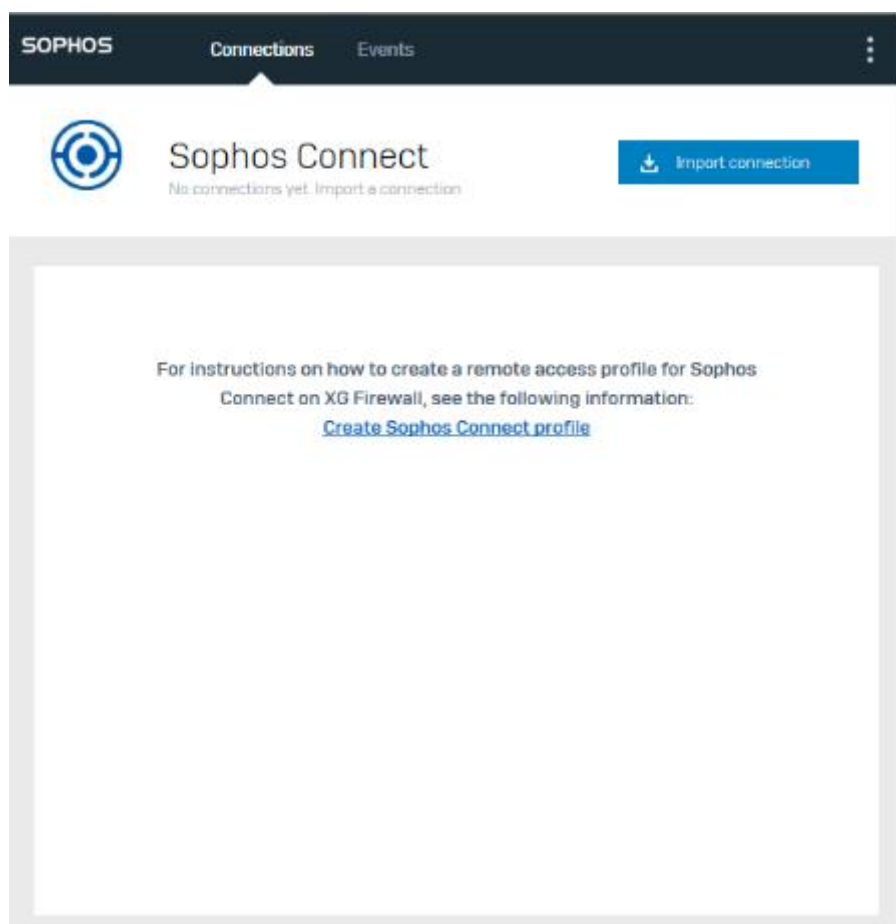 SOPHOS Connections Events
Sophos Connect
Import connection
No connections yet. Import a connection
For instructions on how to create a remote access profile for Sophos
Connect on XG Firewall, see the following information:
Create Sophos Connect profile